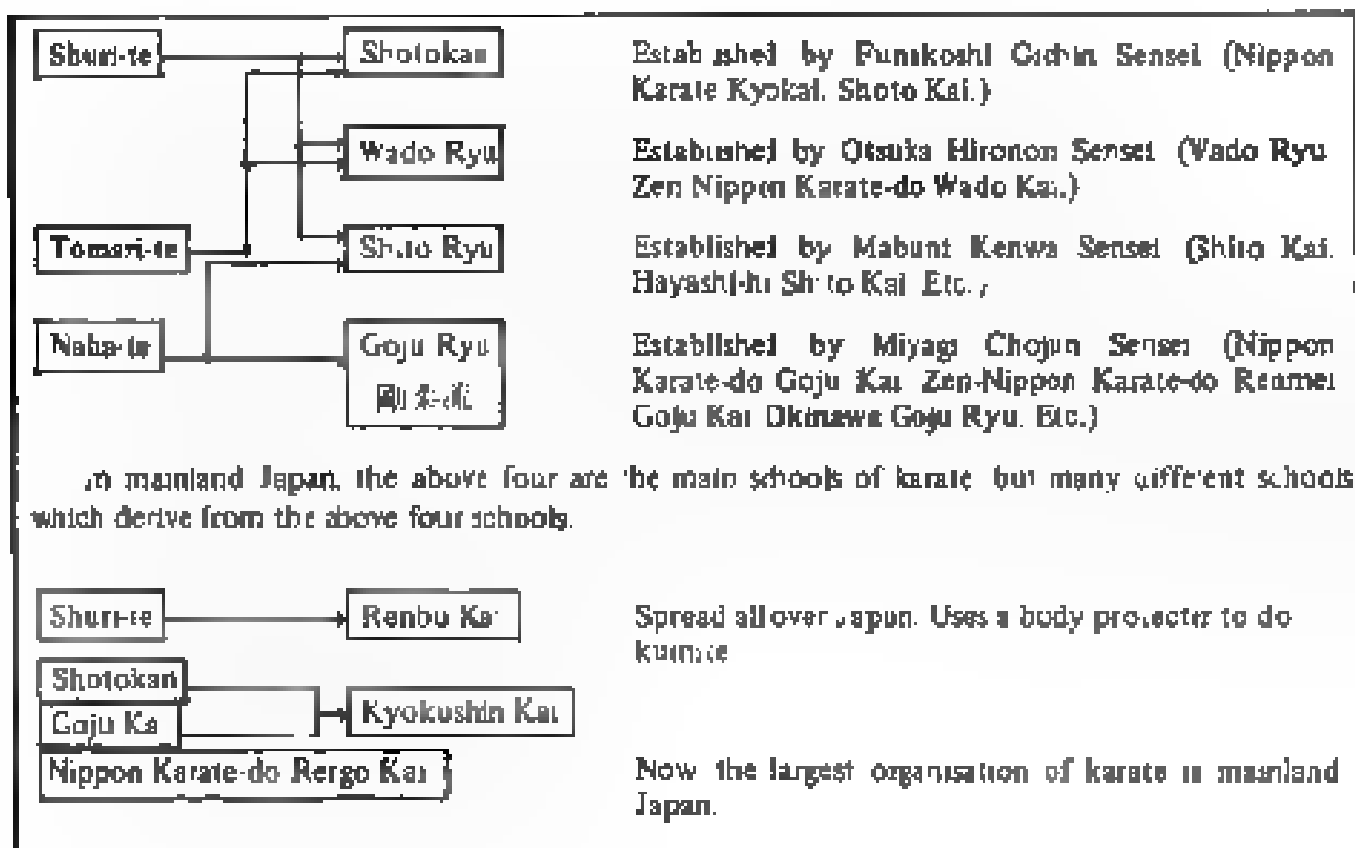 Shuri-te
Shotokan
Established by Funikoshi Gichin Sensei (Nippon
Karate Kyokai. Shoto Kai.)
Wado Ryu
Established by Otsuka Hironori Sensei (Wado Ryu
Zen Nippon Karate-do Wado Kai.)
Tomari-te
Shito Ryu
Established by Mabuni Kenwa Sensei (Shito Kai.
Hayashi-ha Shito Kai Etc.)
Naha-te
Goju Ryu
剛柔流
Established by Miyagi Chojun Sensei (Nippon
Karate-do Goju Kai Zen-Nippon Karate-do Renmei
Goju Kai Okinawa Goju Ryu. Etc.)
In mainland Japan, the above four are the main schools of karate but many different schools
which derive from the above four schools.
Shuri-te
Renbu Kai
Spread all over Japan. Uses a body protecter to do
kumite
Shotokan
Goju Kai
Kyokushin Kai
Nippon Karate-do Rengo Kai
Now the largest organisation of karate in mainland
Japan.